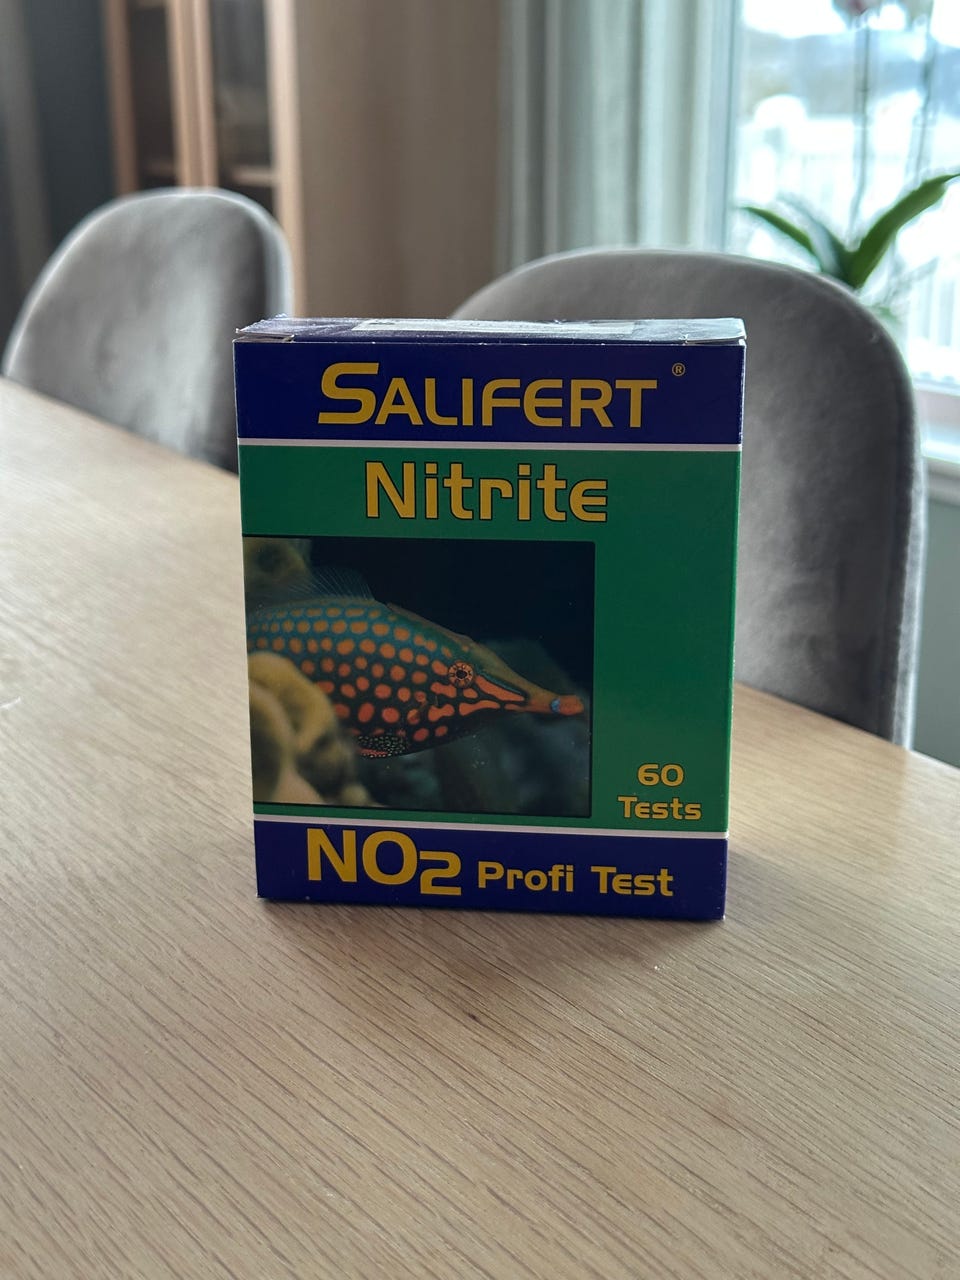 SALIFERT ®
Nitrite
60
Tests
NO2 Profi Test